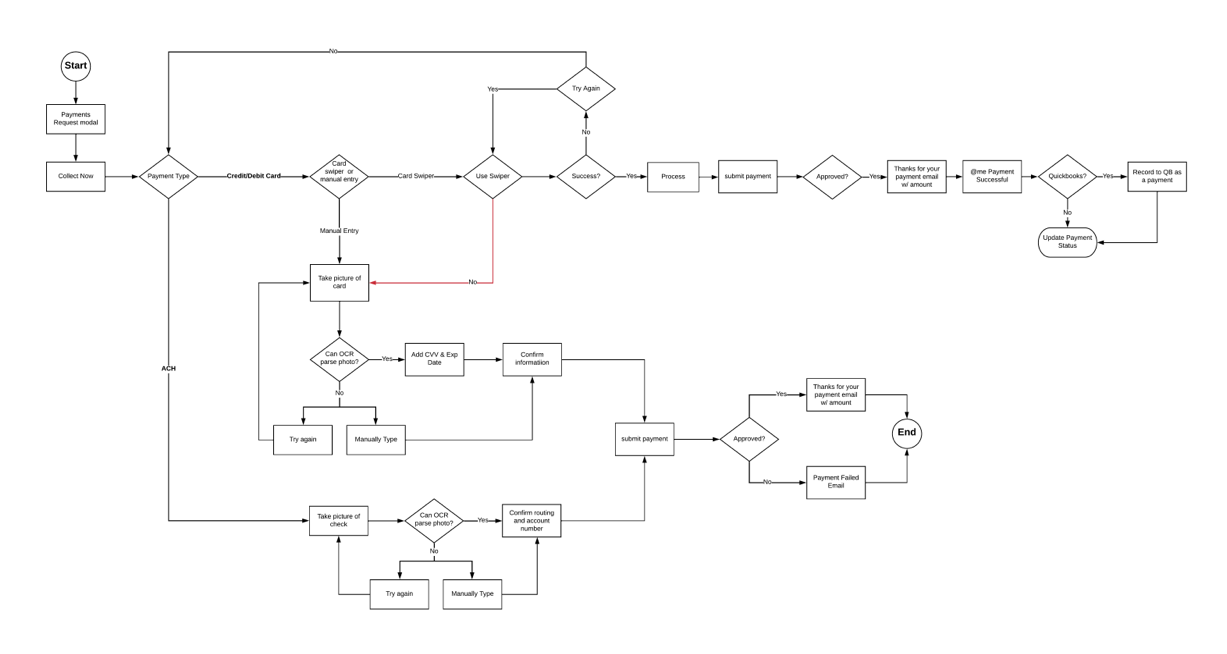 No
Start
Yes
Try Again
Payments
Request modal
No
Collect Now
Payment Type
Credit/Debit Card
Card
swiper or
manual entry
Card Swiper
Use Swiper
Success?
Yes
Process
submit payment
Approved?
Yes
Thanks for your
payment email
w/ amount
@me Payment
Successful
Quickbooks?
Yes
Record to QB as
a payment
No
Update Payment
Status
Manual Entry
Take picture of
card
No
Can OCR
parse photo?
Yes
Add CVV & Exp
Date
Confirm
informatiion
ACH
No
Try again
Manually Type
submit payment
Approved?
Yes
Thanks for your
payment email
w/ amount
End
No
Payment Failed
Email
Take picture of
check
Can OCR
parse photo?
Yes
Confirm routing
and account
number
No
Try again
Manually Type